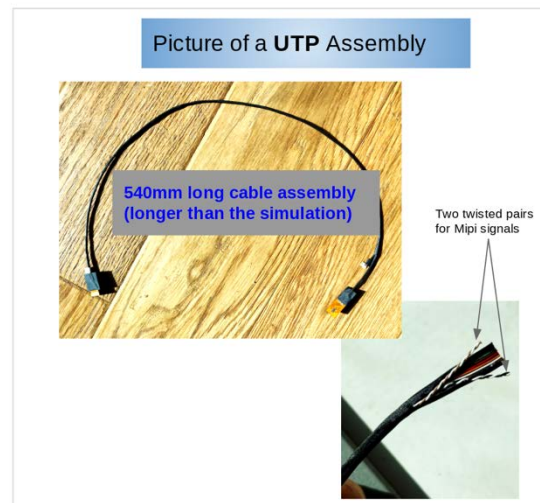 Picture of a UTP Assembly
540mm long cable assembly
(longer than the simulation)
Two twisted pairs
for Mipi signals